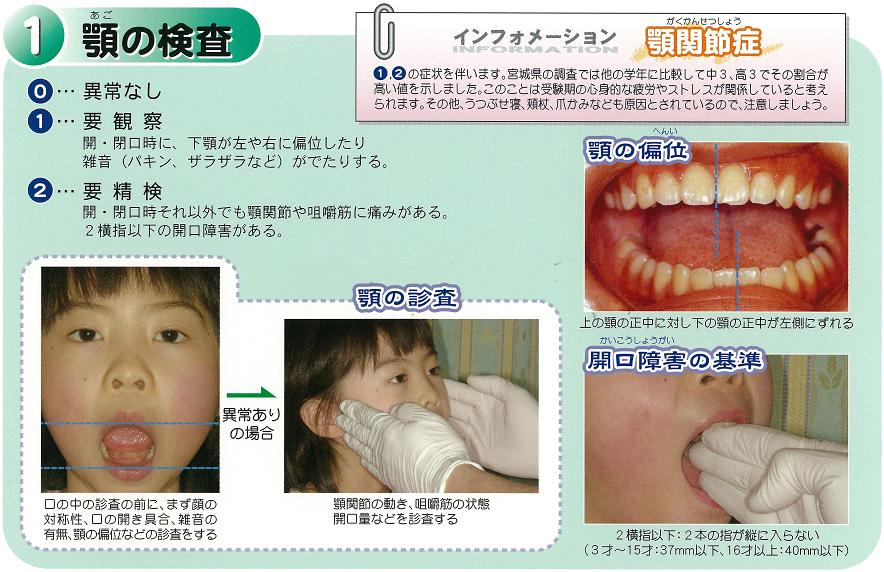 1 顎の検査
あご
インフォメーション
INFORMATION
顎関節症
がくかんせつしょう
❶,❷の症状を伴います。宮城県の調査では他の学年に比較して中3、高3でその割合が
高い値を示しました。このことは受験期の心身的な疲労やストレスが関係していると考え
られます。その他、うつぶせ寝、頬杖、爪かみなども原因とされているので、注意しましょう。
0… 異常なし
1… 要観察
開・閉口時に、下顎が左や右に偏位したり
雑音（パキン、ザラザラなど）がでたりする。
2… 要精検
開・閉口時それ以外でも顎関節や咀嚼筋に痛みがある。
2横指以下の開口障害がある。
異常あり
の場合
口の中の診査の前に、まず顔の
対称性、口の開き具合、雑音の
有無、顎の偏位などの診査をする
顎の診査
顎関節の動き、咀嚼筋の状態
開口量などを診査する
へんい
顎の偏位
上の顎の正中に対し下の顎の正中が左側にずれる
かいこうしょうがい
開口障害の基準
2横指以下：2本の指が縦に入らない
（3才～15才：37mm以下、16才以上：40mm以下）